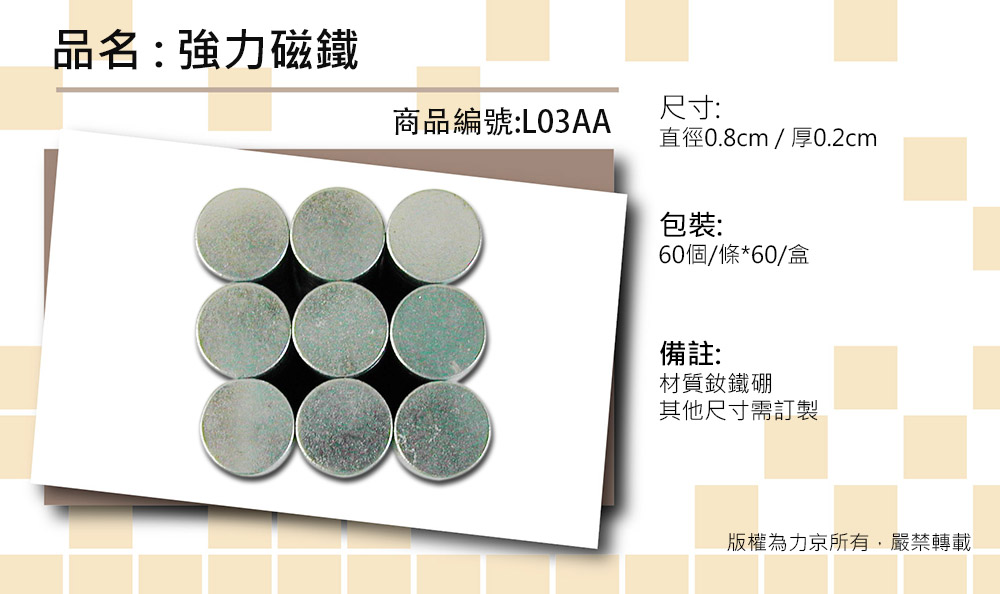 品名 : 強力磁鐵
商品編號:L03AA
尺寸:
直徑0.8cm / 厚0.2cm
包裝:
60個/條*60/盒
備註:
材質釹鐵硼
其他尺寸需訂製
版權為力京所有，嚴禁轉載